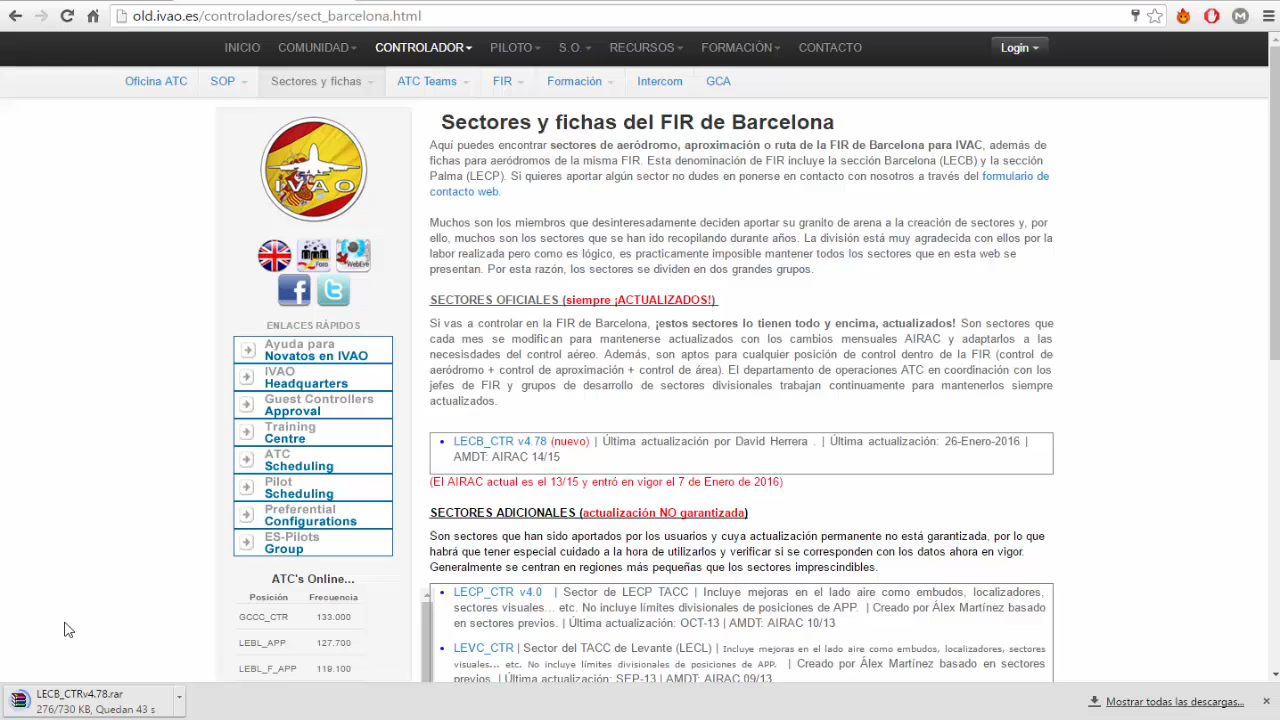 old.ivao.es/controladores/sect_barcelona.html
INICIO COMUNIDAD CONTROLADOR PILOTO S.O. RECURSOS FORMACIÓN CONTACTO Login
Oficina ATC SOP Sectores y fichas ATC Teams FIR Formación Intercom GCA
IVAO
Foro
WebEye
ENLACES RÁPIDOS
Ayuda para
Novatos en IVAO
IVAO
Headquarters
Guest Controllers
Approval
Training
Centre
ATC
Scheduling
Pilot
Scheduling
Preferential
Configurations
ES-Pilots
Group
ATC's Online...
Posición Frecuencia
GCCC_CTR 133.000
LEBL_APP 127.700
LEBL_F_APP 119.100
Sectores y fichas del FIR de Barcelona
Aquí puedes encontrar sectores de aeródromo, aproximación o ruta de la FIR de Barcelona para IVAC, además de
fichas para aeródromos de la misma FIR. Esta denominación de FIR incluye la sección Barcelona (LECB) y la sección
Palma (LECP). Si quieres aportar algún sector no dudes en ponerse en contacto con nosotros a través del formulario de
contacto web.
Muchos son los miembros que desinteresadamente deciden aportar su granito de arena a la creación de sectores y, por
ello, muchos son los sectores que se han ido recopilando durante años. La división está muy agradecida con ellos por la
labor realizada pero como es lógico, es practicamente imposible mantener todos los sectores que en esta web se
presentan. Por esta razón, los sectores se dividen en dos grandes grupos.
SECTORES OFICIALES (siempre ¡ACTUALIZADOS!)
Si vas a controlar en la FIR de Barcelona, ¡estos sectores lo tienen todo y encima, actualizados! Son sectores que
cada mes se modifican para mantenerse actualizados con los cambios mensuales AIRAC y adaptarlos a las
necesisdades del control aéreo. Además, son aptos para cualquier posición de control dentro de la FIR (control de
aeródromo + control de aproximación + control de área). El departamento de operaciones ATC en coordinación con los
jefes de FIR y grupos de desarrollo de sectores divisionales trabajan continuamente para mantenerlos siempre
actualizados.
LECB_CTR v4.78 (nuevo) | Última actualización por David Herrera . | Última actualización: 26-Enero-2016 |
AMDT: AIRAC 14/15
(El AIRAC actual es el 13/15 y entró en vigor el 7 de Enero de 2016)
SECTORES ADICIONALES (actualización NO garantizada)
Son sectores que han sido aportados por los usuarios y cuya actualización permanente no está garantizada, por lo que
habrá que tener especial cuidado a la hora de utilizarlos y verificar si se corresponden con los datos ahora en vigor.
Generalmente se centran en regiones más pequeñas que los sectores imprescindibles.
LECP_CTR v4.0 | Sector de LECP TACC | Incluye mejoras en el lado aire como embudos, localizadores,
sectores visuales... etc. No incluye límites divisionales de posiciones de APP. | Creado por Álex Martínez basado
en sectores previos. | Última actualización: OCT-13 | AMDT: AIRAC 10/13
LEVC_CTR | Sector del TACC de Levante (LECL) | Incluye mejoras en el lado aire como embudos, localizadores, sectores
visuales... etc. No incluye límites divisionales de posiciones de APP. | Creado por Álex Martínez basado en sectores
previos. | Última actualización: SEP-13 | AMDT: AIRAC 09/13
LECB_CTRv4.78.rar
276/730 KB, Quedan 43 s
Mostrar todas las descargas...